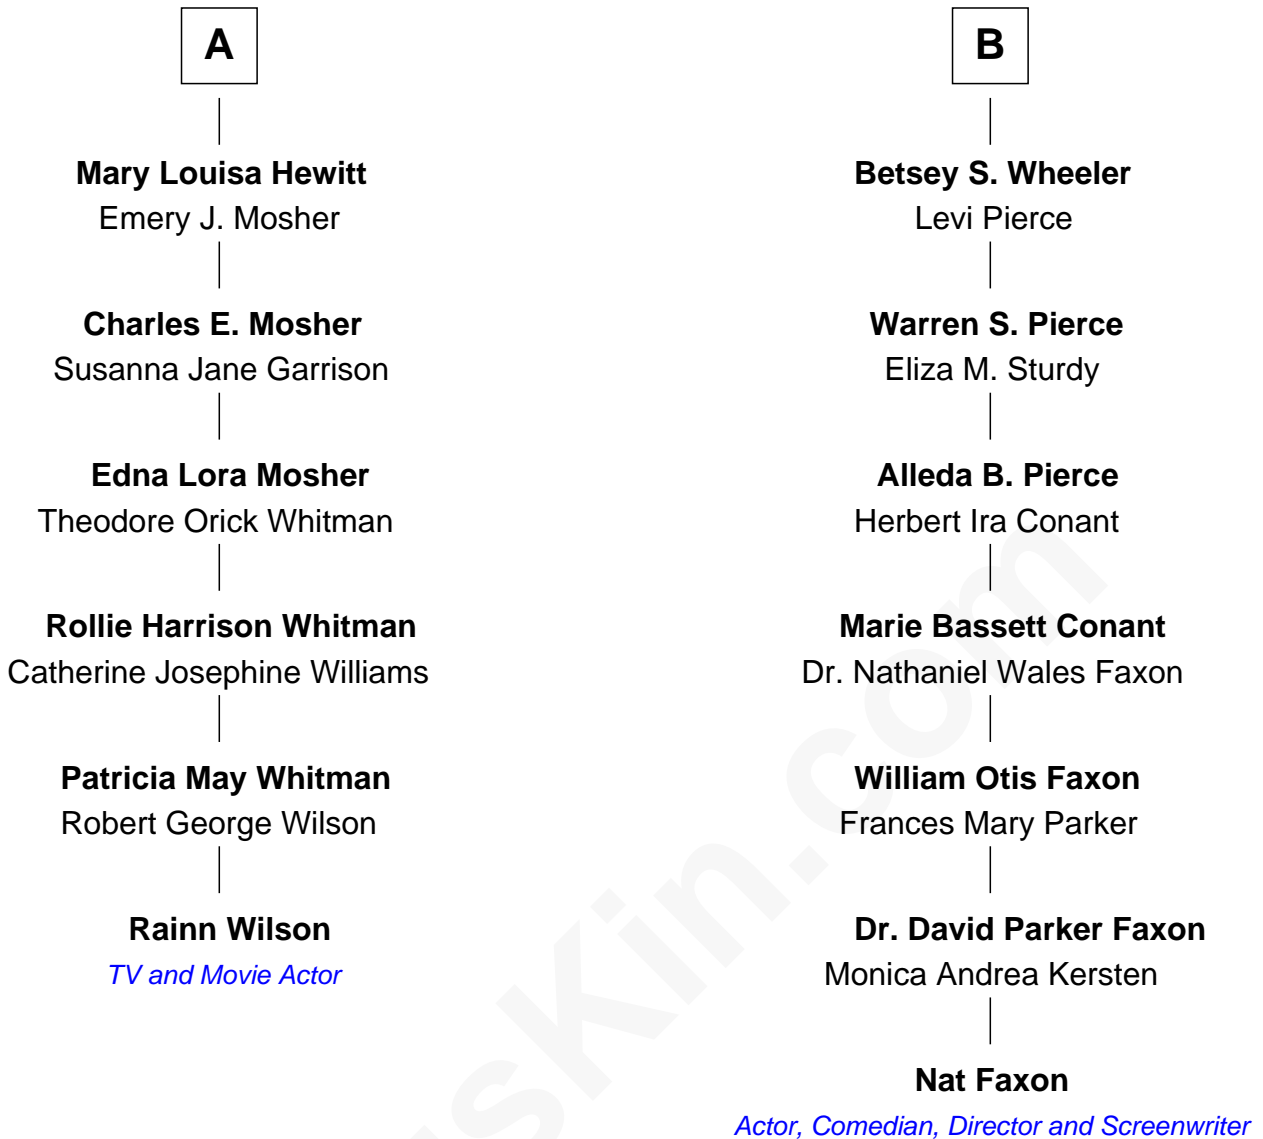 A
Mary Louisa Hewitt
Emery J. Mosher
Charles E. Mosher
Susanna Jane Garrison
Edna Lora Mosher
Theodore Orick Whitman
Rollie Harrison Whitman
Catherine Josephine Williams
Patricia May Whitman
Robert George Wilson
Rainn Wilson
TV and Movie Actor
B
Betsey S. Wheeler
Levi Pierce
Warren S. Pierce
Eliza M. Sturdy
Alleda B. Pierce
Herbert Ira Conant
Marie Bassett Conant
Dr. Nathaniel Wales Faxon
William Otis Faxon
Frances Mary Parker
Dr. David Parker Faxon
Monica Andrea Kersten
Nat Faxon
Actor, Comedian, Director and Screenwriter
usKin.com